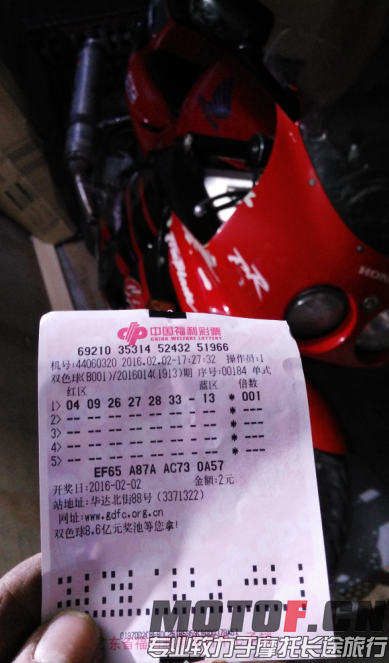 HONDA
中国福利彩票
CHINA WELFARE LOTTERY
69210 35314 52432 51966
机号:44060320 2016.02.02-17:27:32 操作员:1
双色球(B001)/2016014(1913)期 序号:00184 单式
红区 蓝区 倍数
1> 04 09 26 27 28 33 - 13 * 001
2> -- -- -- -- -- -- - -- * ---
3> -- -- -- -- -- -- - -- * ---
4> -- -- -- -- -- -- - -- * ---
5> -- -- -- -- -- -- - -- * ---
EF65 A87A AC73 0A57
开奖日:2016-02-02 金额:2元
站地址:华达北街88号 (3371322)
网址:www.gdfc.org.cn
双色球8.6亿元奖池等您拿!
MOTOF.CN
专业致力于摩托长途旅行